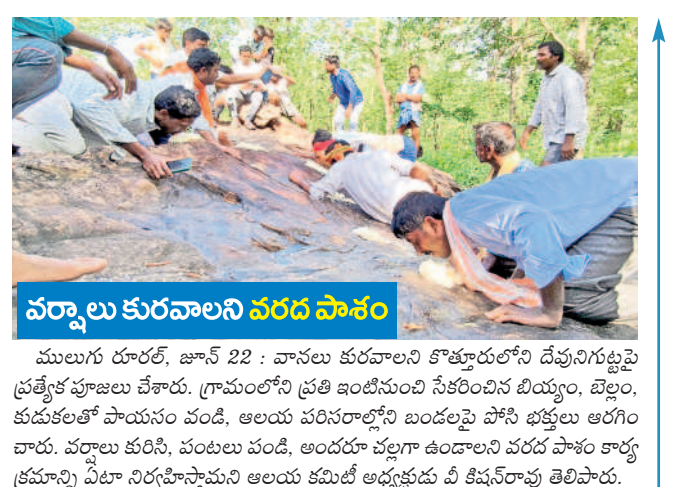 వర్షాలు కురవాలని వరద పాశం
ములుగు రూరల్, జూన్ 22 : వానలు కురవాలని కొత్తూరులోని దేవునిగుట్టపై
ప్రత్యేక పూజలు చేశారు. గ్రామంలోని ప్రతి ఇంటినుంచి సేకరించిన బియ్యం, బెల్లం,
కుడుకలతో పాయసం వండి, ఆలయ పరిసరాల్లోని బండలపై పోసి భక్తులు ఆరగిం
చారు. వర్షాలు కురిసి, పంటలు పండి, అందరూ చల్లగా ఉండాలని వరద పాశం కార్య
క్రమాన్ని ఏటా నిర్వహిస్తామని ఆలయ కమిటీ అధ్యక్షుడు వీ కిషన్‌రావు తెలిపారు.